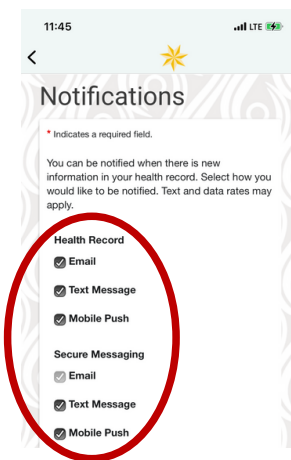 11:45
LTE
Notifications
* Indicates a required field.
You can be notified when there is new
information in your health record. Select how you
would like to be notified. Text and data rates may
apply.
Health Record
Email
Text Message
Mobile Push
Secure Messaging
Email
Text Message
Mobile Push